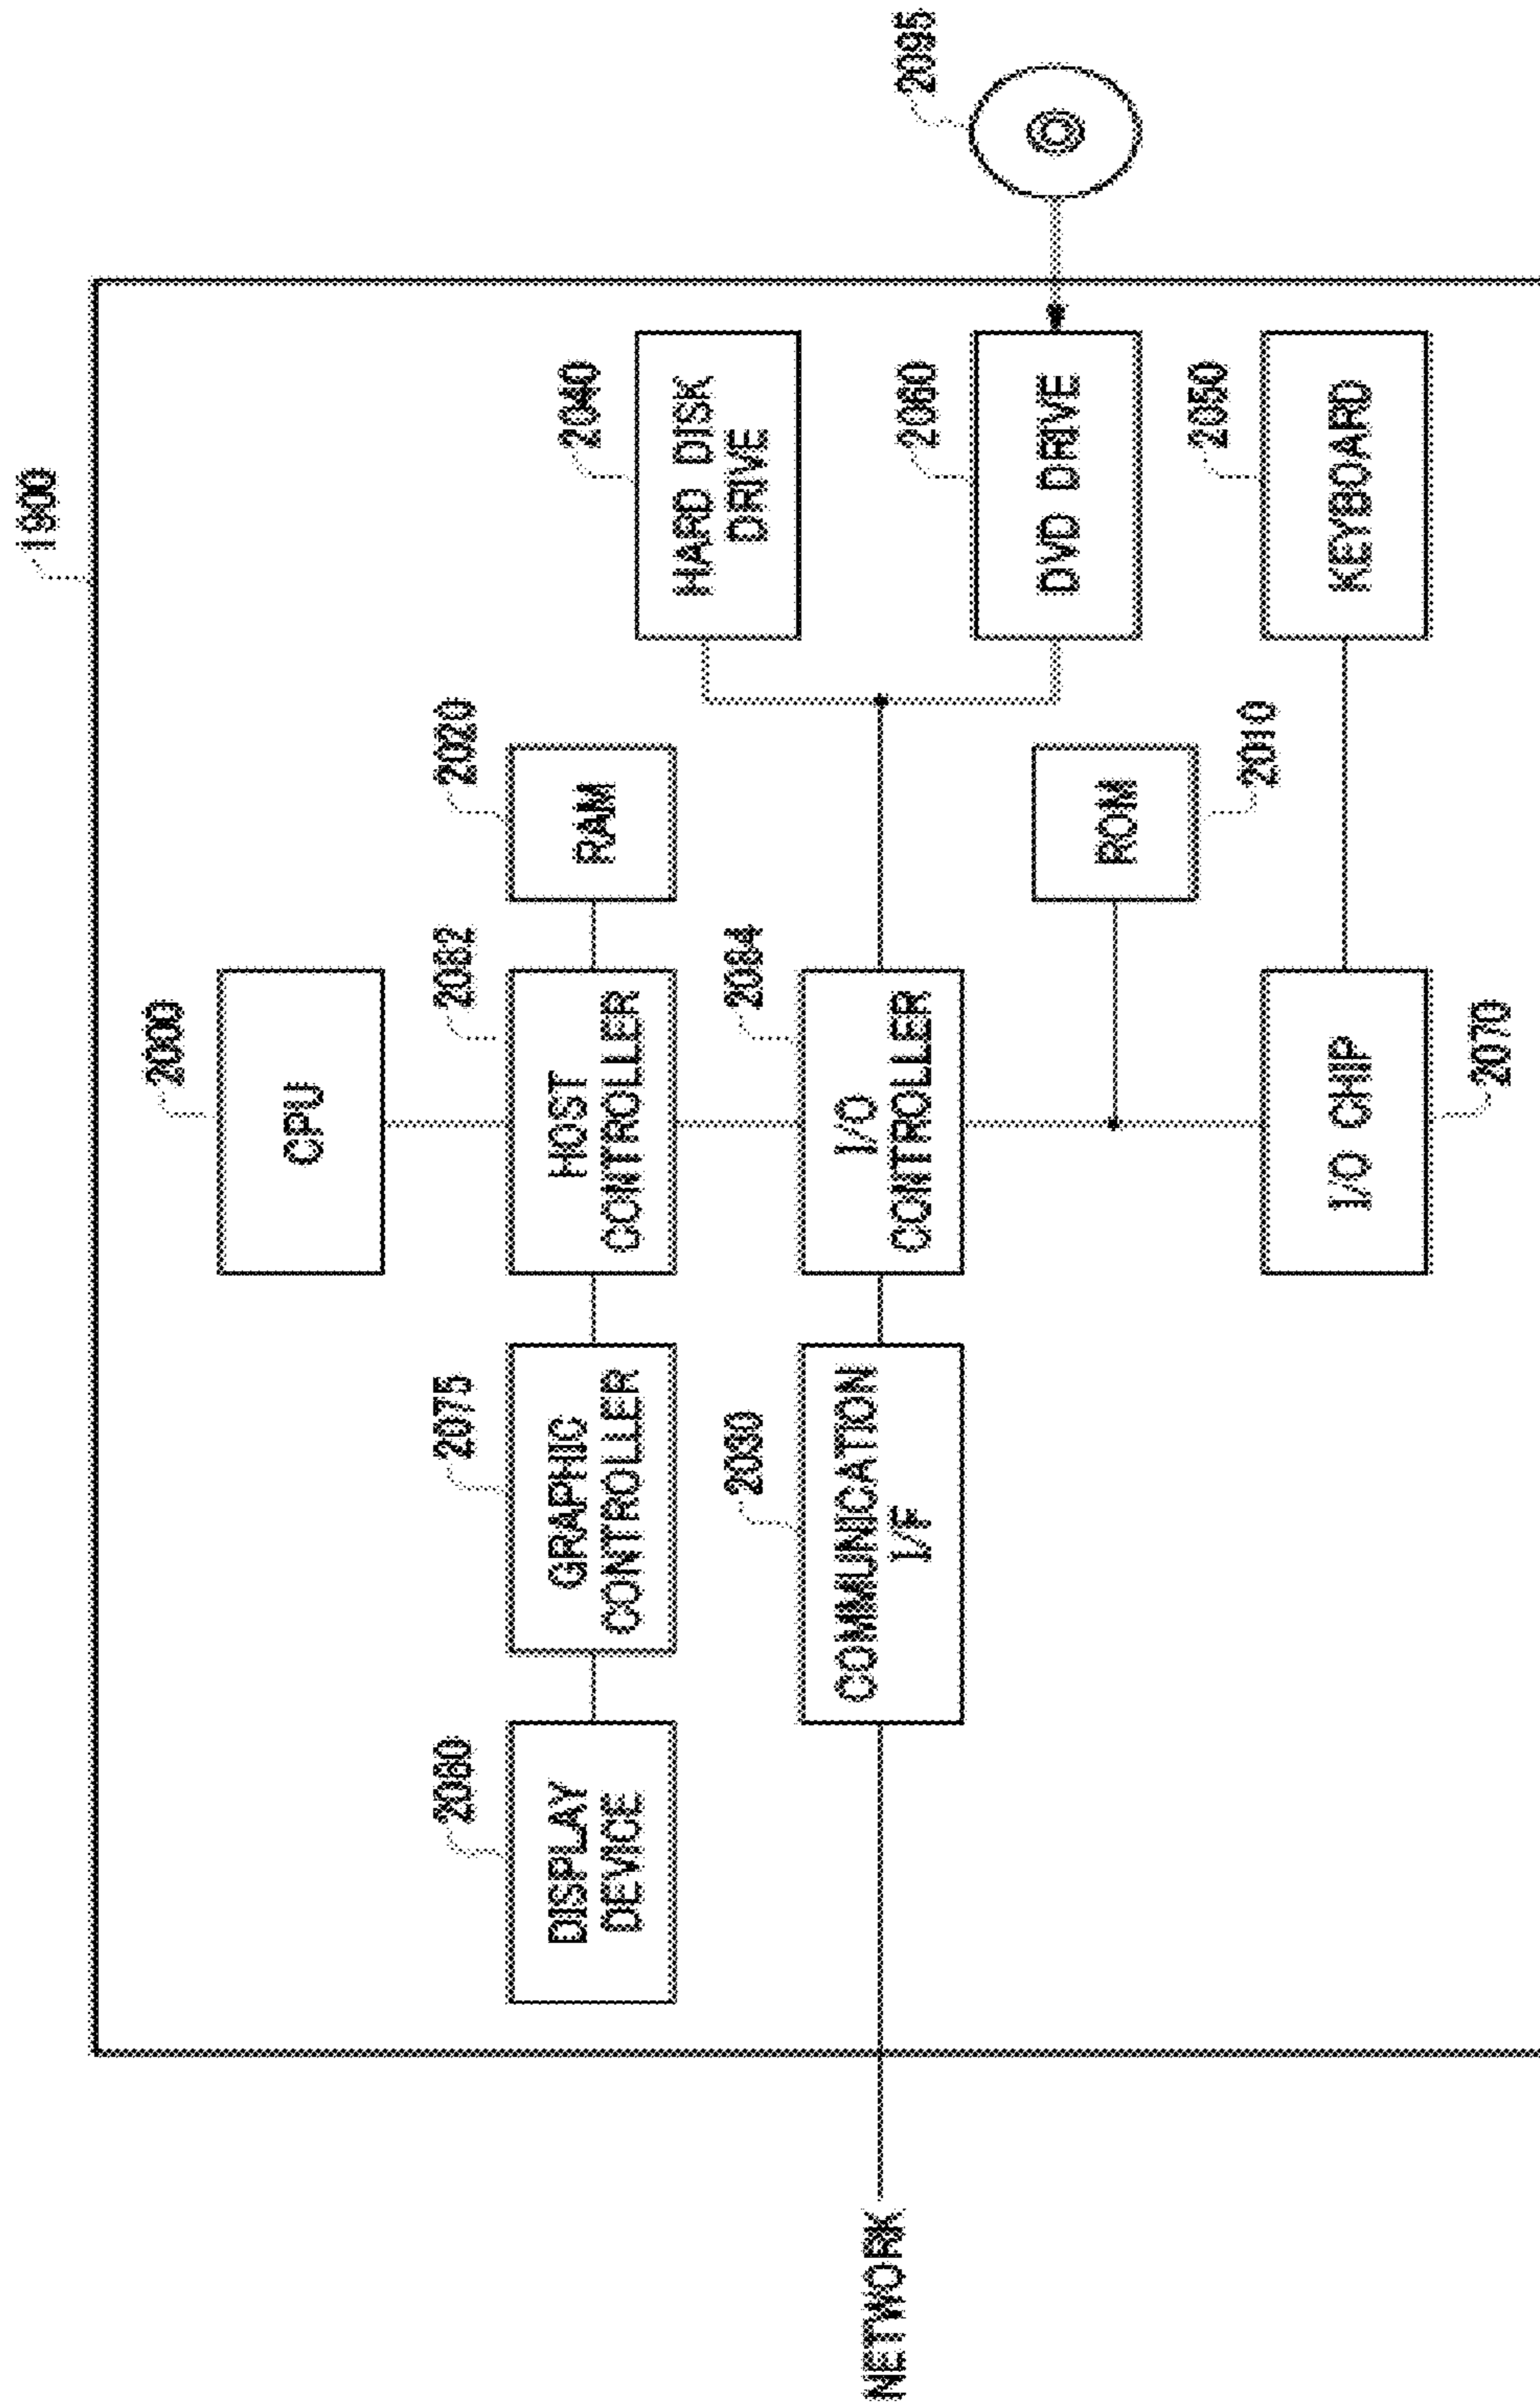 1900
2000
CPU
2080
DISPLAY
DEVICE
2075
GRAPHIC
CONTROLLER
2082
HOST
CONTROLLER
2020
RAM
2040
HARD DISK
DRIVE
NETWORK
2030
COMMUNICATION
I/F
2084
I/O
CONTROLLER
2060
DVD DRIVE
2095
ROM
2010
2050
KEYBOARD
I/O CHIP
2070